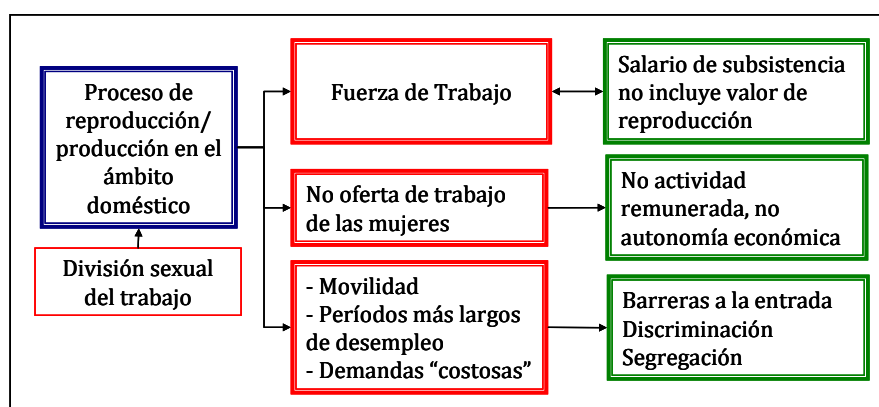 Proceso de
reproducción/
producción en el
ámbito
doméstico
División sexual
del trabajo
Fuerza de Trabajo
No oferta de trabajo
de las mujeres
- Movilidad
- Períodos más largos
de desempleo
- Demandas “costosas”
Salario de subsistencia
no incluye valor de
reproducción
No actividad
remunerada, no
autonomía económica
Barreras a la entrada
Discriminación
Segregación